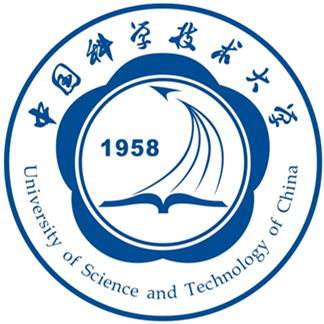 中国科学技术大学
1958
University of Science and Technology of China